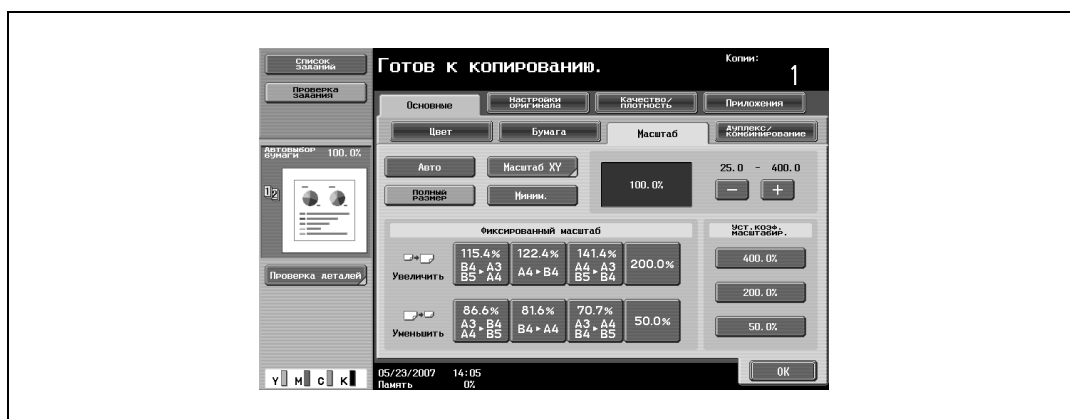 Список
задания
Готов к копированию.
Копии:
1
Проверка
задания
Основные
Настройки
оригинала
Качество/
плотность
Приложения
Цвет
Бумага
Масштаб
Дуплекс/
Комбинирование
Автовыбор
бумаги
100.0%
Авто
Масштаб XY
100.0%
25.0 - 400.0
Полный
размер
Миним.
− +
1 2
Фиксированный масштаб
Уст.коэф.
масштабир.
Увеличить
115.4%
B4▸A3
B5▸A4
122.4%
A4▸B4
141.4%
A4▸A3
B5▸B4
200.0%
400.0%
Проверка деталей
200.0%
Уменьшить
86.6%
A3▸B4
A4▸B5
81.6%
B4▸A4
70.7%
A3▸A4
B4▸B5
50.0%
50.0%
Y M C K
05/23/2007 14:05
Память 0%
OK